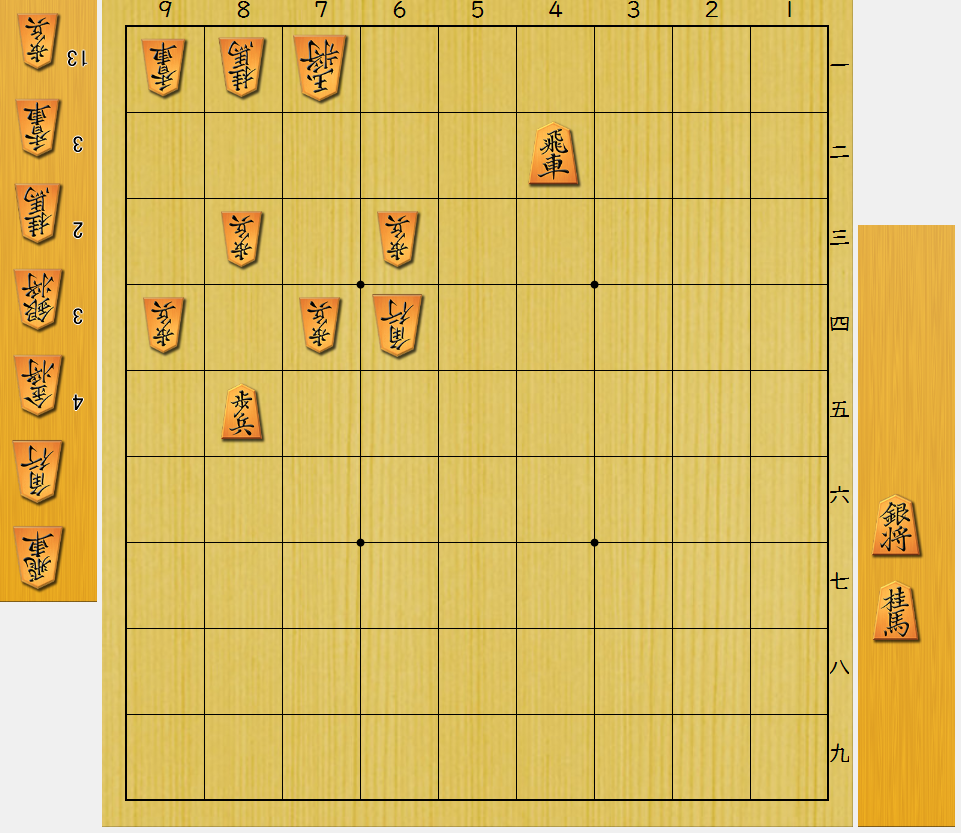 9 8 7 6 5 4 3 2 1
歩兵 13
香車 3
桂馬 2
銀将 3
金将 4
角行
飛車
香車 桂馬 玉将 一
飛車 二
歩兵 歩兵 三
歩兵 歩兵 角行 四
歩兵 五
六
七
八
九
銀将
桂馬